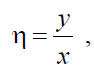 η = y/x ,